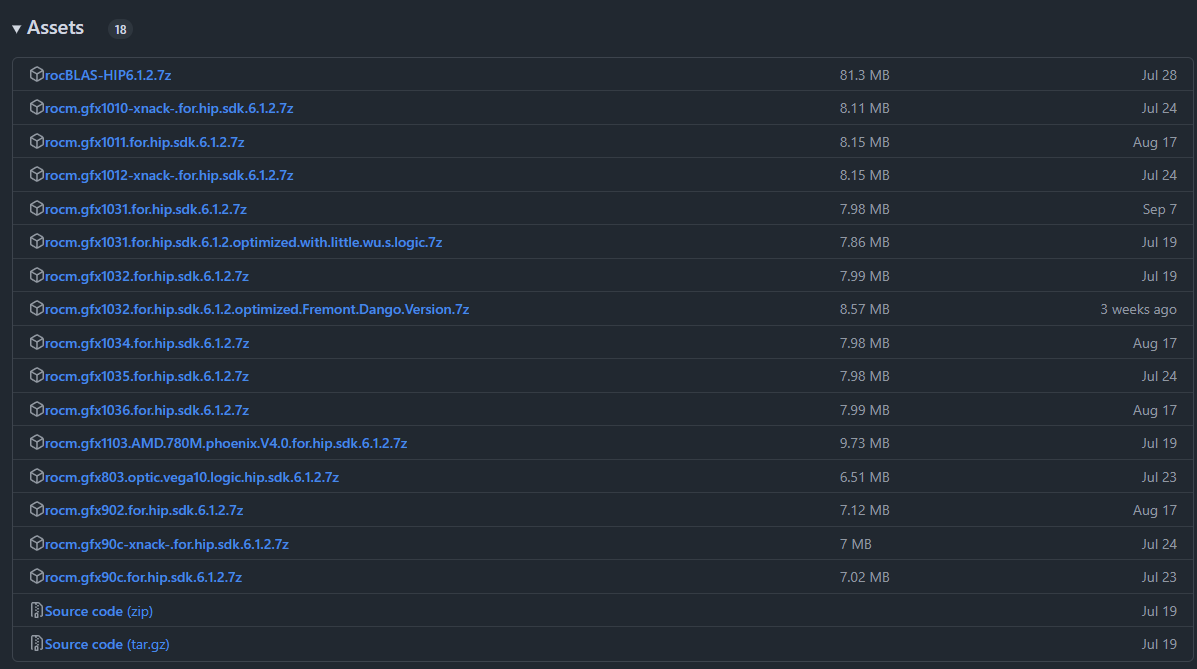 Assets 18
rocBLAS-HIP6.1.2.7z 81.3 MB Jul 28
rocm.gfx1010-xnack-.for.hip.sdk.6.1.2.7z 8.11 MB Jul 24
rocm.gfx1011.for.hip.sdk.6.1.2.7z 8.15 MB Aug 17
rocm.gfx1012-xnack-.for.hip.sdk.6.1.2.7z 8.15 MB Jul 24
rocm.gfx1031.for.hip.sdk.6.1.2.7z 7.98 MB Sep 7
rocm.gfx1031.for.hip.sdk.6.1.2.optimized.with.little.wu.s.logic.7z 7.86 MB Jul 19
rocm.gfx1032.for.hip.sdk.6.1.2.7z 7.99 MB Jul 19
rocm.gfx1032.for.hip.sdk.6.1.2.optimized.Fremont.Dango.Version.7z 8.57 MB 3 weeks ago
rocm.gfx1034.for.hip.sdk.6.1.2.7z 7.98 MB Aug 17
rocm.gfx1035.for.hip.sdk.6.1.2.7z 7.98 MB Jul 24
rocm.gfx1036.for.hip.sdk.6.1.2.7z 7.99 MB Aug 17
rocm.gfx1103.AMD.780M.phoenix.V4.0.for.hip.sdk.6.1.2.7z 9.73 MB Jul 19
rocm.gfx803.optic.vega10.logic.hip.sdk.6.1.2.7z 6.51 MB Jul 23
rocm.gfx902.for.hip.sdk.6.1.2.7z 7.12 MB Aug 17
rocm.gfx90c-xnack-.for.hip.sdk.6.1.2.7z 7 MB Jul 24
rocm.gfx90c.for.hip.sdk.6.1.2.7z 7.02 MB Jul 23
Source code (zip) Jul 19
Source code (tar.gz) Jul 19